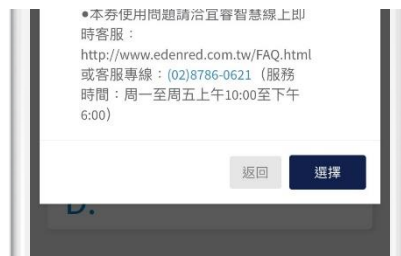 ●本券使用問題請洽宜睿智慧線上即
時客服：
http://www.edenred.com.tw/FAQ.html
或客服專線：(02)8786-0621（服務
時間：周一至周五上午10:00至下午
6:00）
返回 選擇
D.